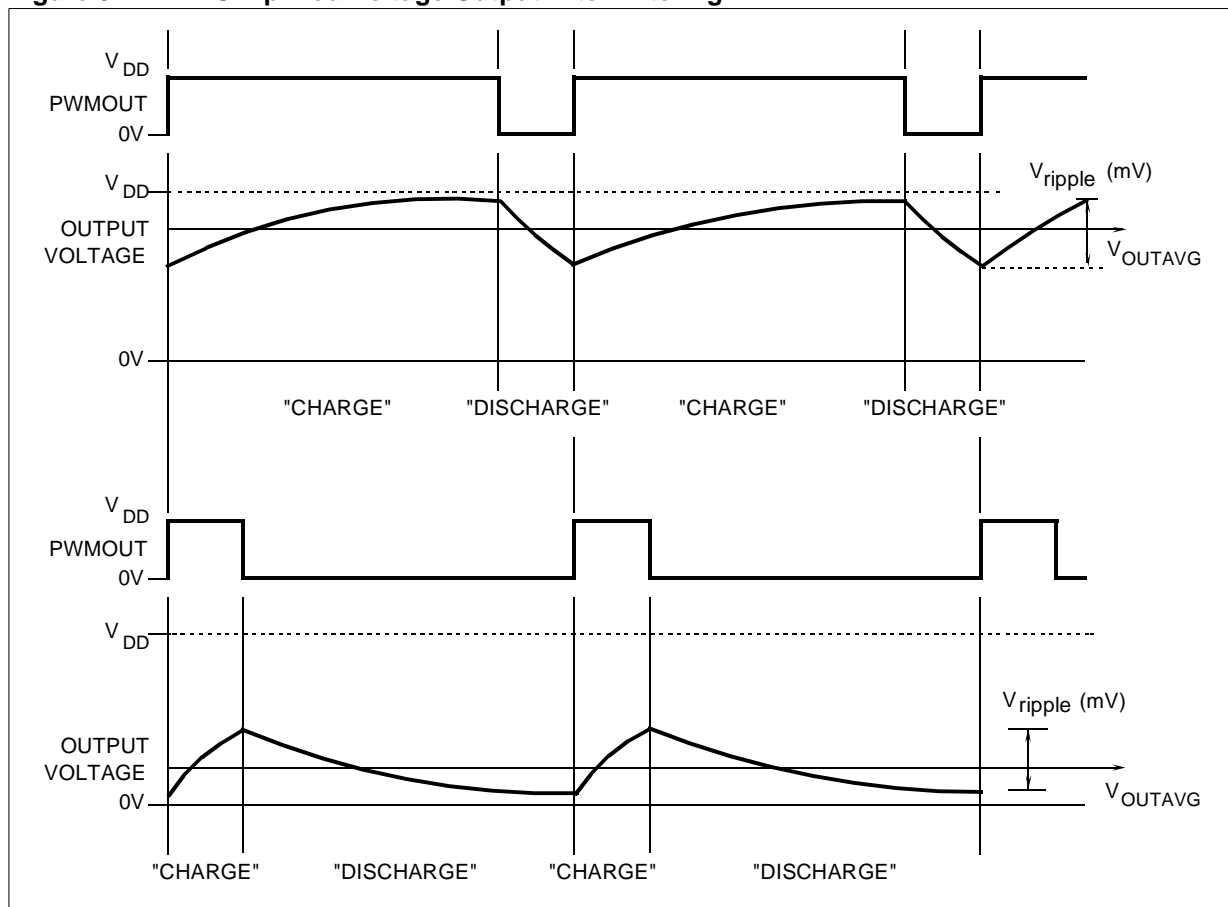 V DD
PWMOUT
0V
V DD
V ripple (mV)
OUTPUT
VOLTAGE
V OUTAVG
0V
"CHARGE" "DISCHARGE" "CHARGE" "DISCHARGE"
V DD
PWMOUT
0V
V DD
V ripple (mV)
OUTPUT
VOLTAGE
0V
V OUTAVG
"CHARGE" "DISCHARGE" "CHARGE" "DISCHARGE"